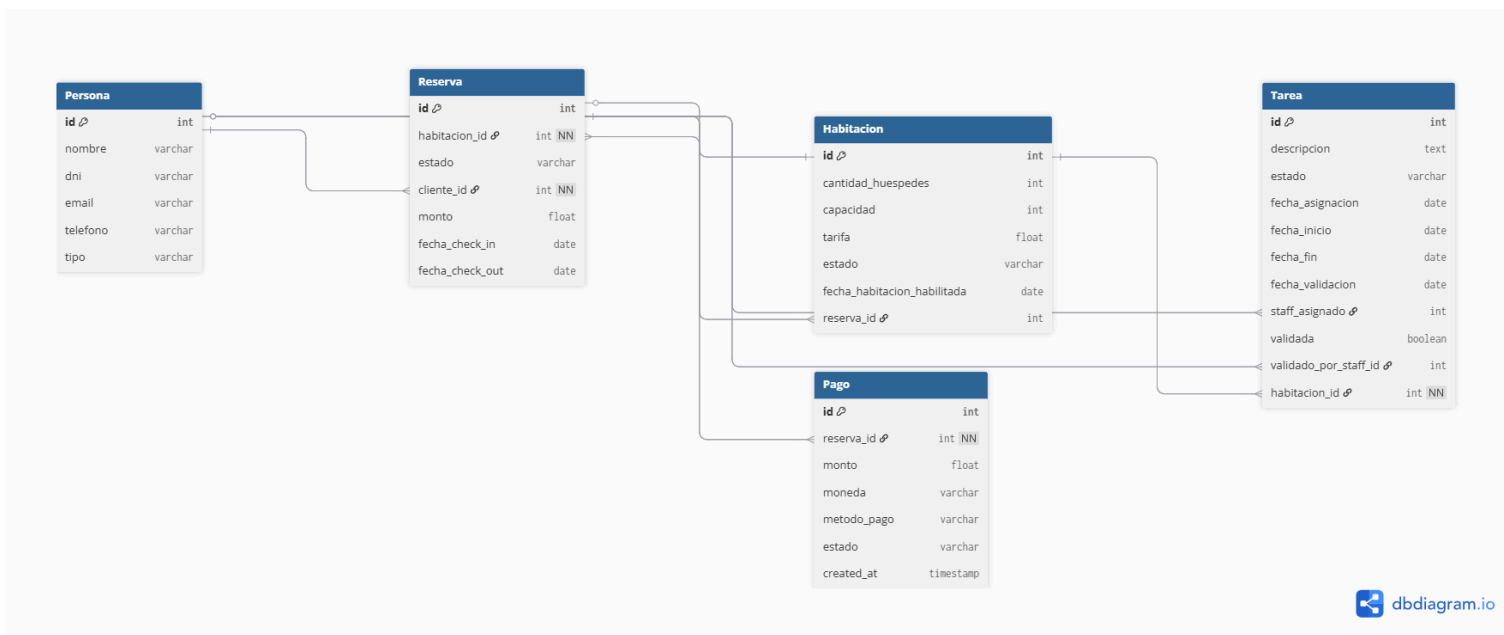 Persona
id int
nombre varchar
dni varchar
email varchar
telefono varchar
tipo varchar
Reserva
id int
habitacion_id int NN
estado varchar
cliente_id int NN
monto float
fecha_check_in date
fecha_check_out date
Habitacion
id int
cantidad_huespedes int
capacidad int
tarifa float
estado varchar
fecha_habitacion_habilitada date
reserva_id int
Pago
id int
reserva_id int NN
monto float
moneda varchar
metodo_pago varchar
estado varchar
created_at timestamp
Tarea
id int
descripcion text
estado varchar
fecha_asignacion date
fecha_inicio date
fecha_fin date
fecha_validacion date
staff_asignado int
validada boolean
validado_por_staff_id int
habitacion_id int NN
dbdiagram.io